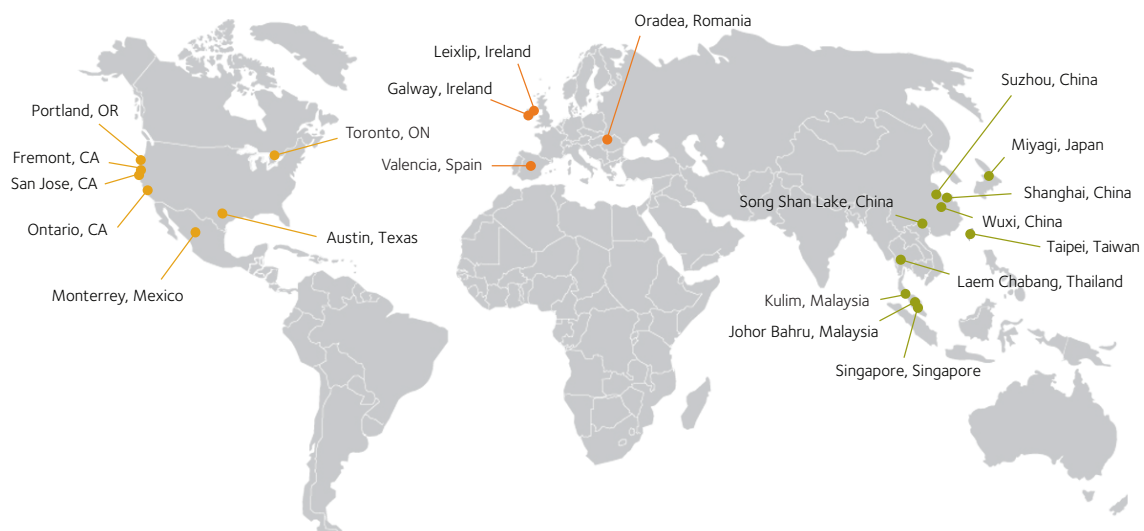 Oradea, Romania
Leixlip, Ireland
Galway, Ireland
Suzhou, China
Portland, OR
Toronto, ON
Miyagi, Japan
Fremont, CA
Valencia, Spain
San Jose, CA
Shanghai, China
Song Shan Lake, China
Wuxi, China
Ontario, CA
Austin, Texas
Taipei, Taiwan
Laem Chabang, Thailand
Monterrey, Mexico
Kulim, Malaysia
Johor Bahru, Malaysia
Singapore, Singapore